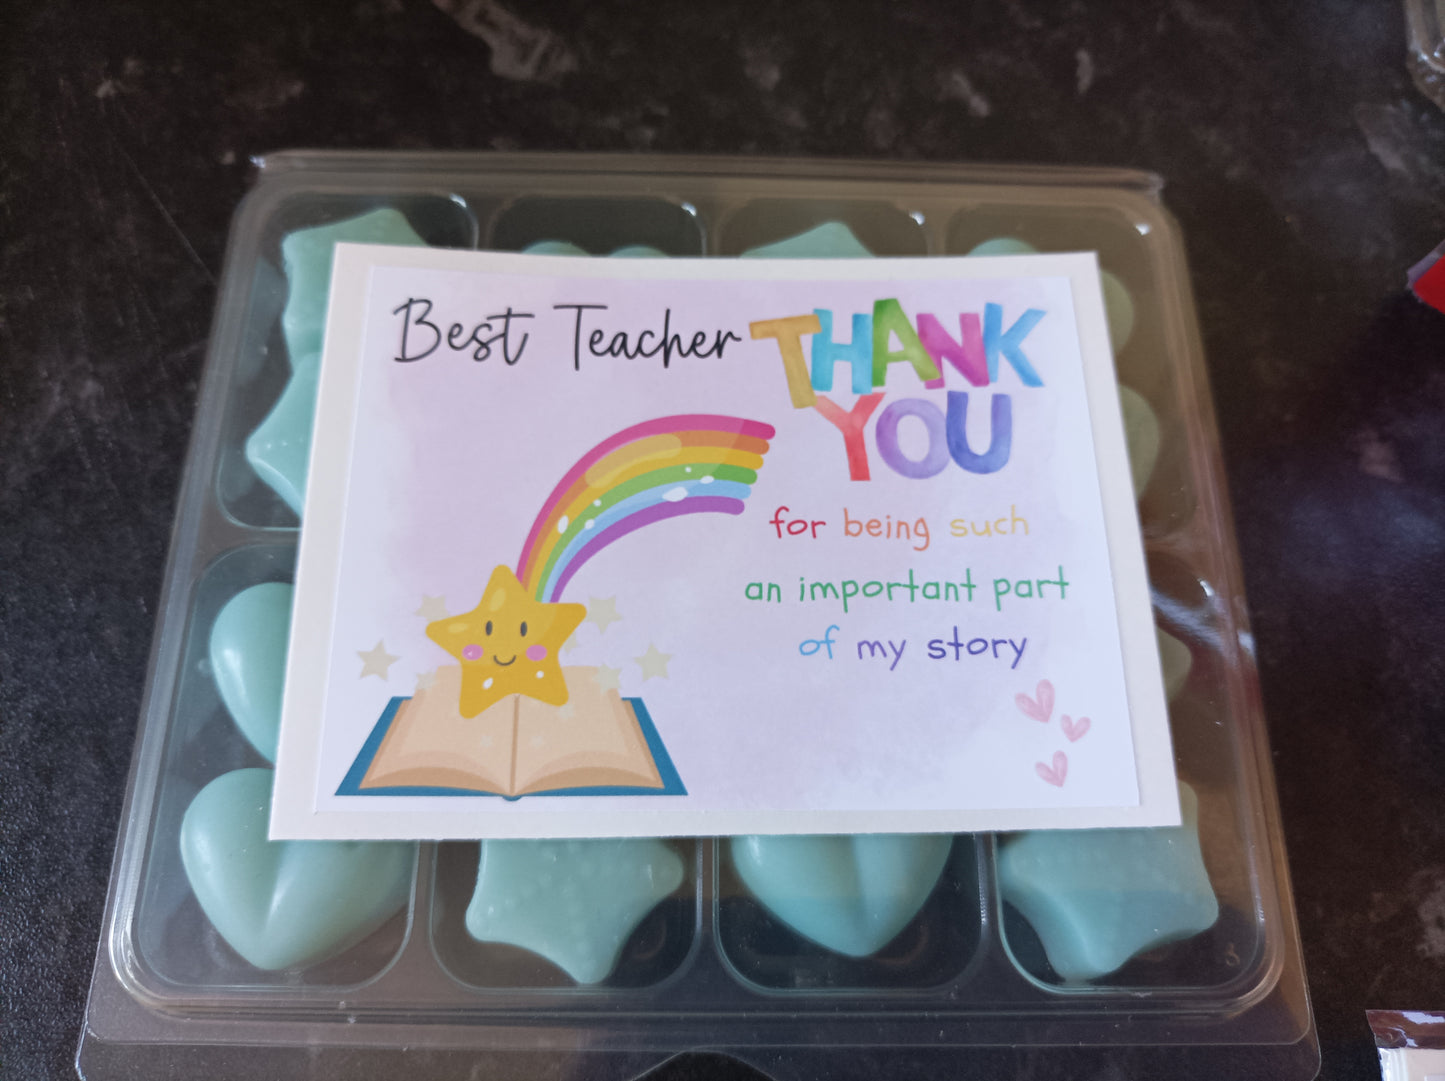 Best Teacher
THANK
YOU
for being such
an important part
of my story